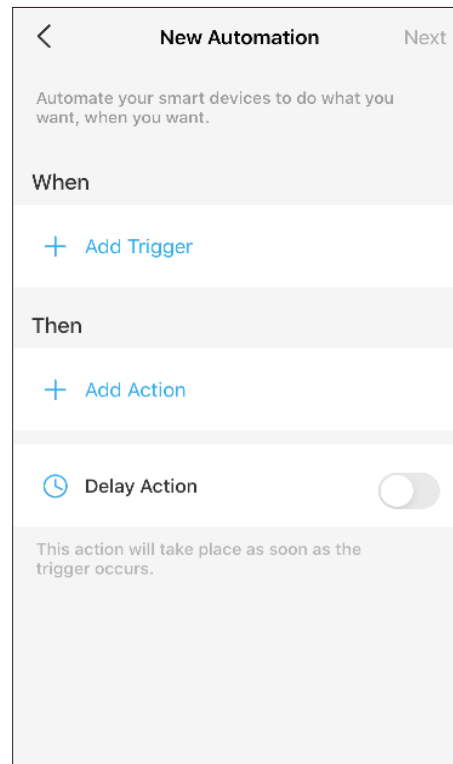 New Automation Next
Automate your smart devices to do what you
want, when you want.
When
Add Trigger
Then
Add Action
Delay Action
This action will take place as soon as the
trigger occurs.